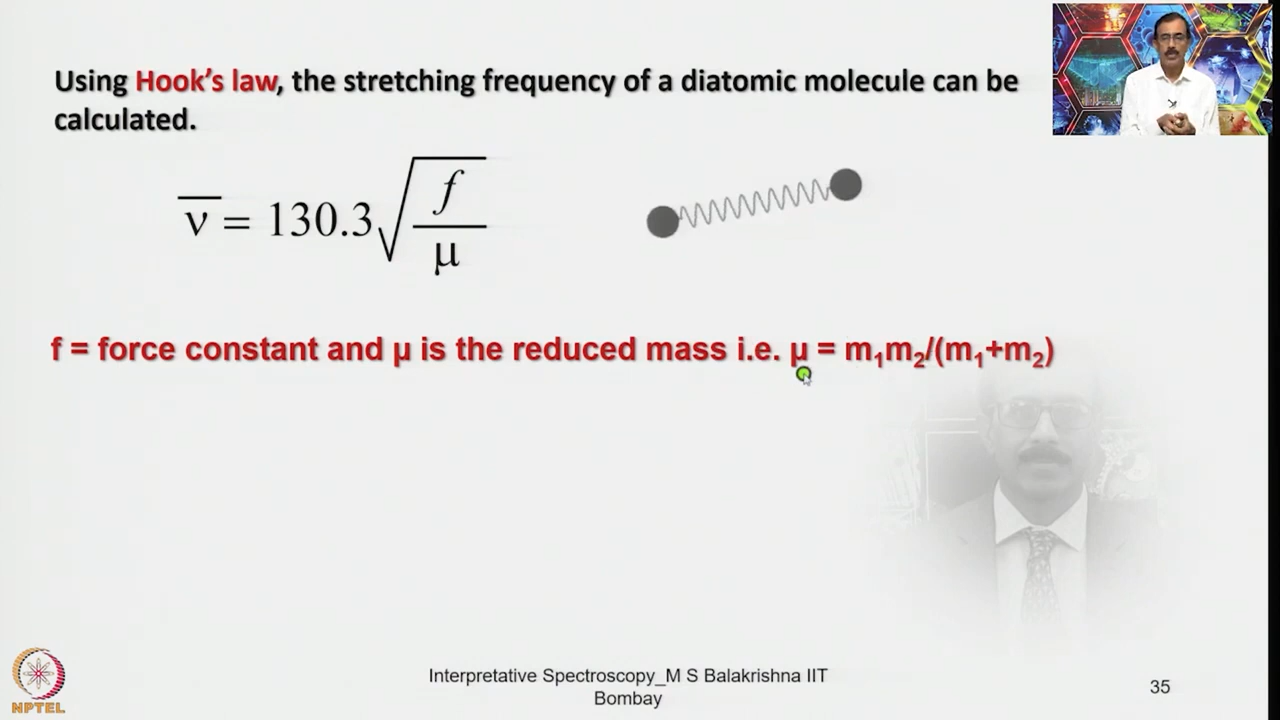 Using Hook's law, the stretching frequency of a diatomic molecule can be
calculated.
ν̅ = 130.3√(f/μ)
f = force constant and μ is the reduced mass i.e. μ = m₁m₂/(m₁+m₂)
Interpretative Spectroscopy_M S Balakrishna IIT
Bombay
35
NPTEL